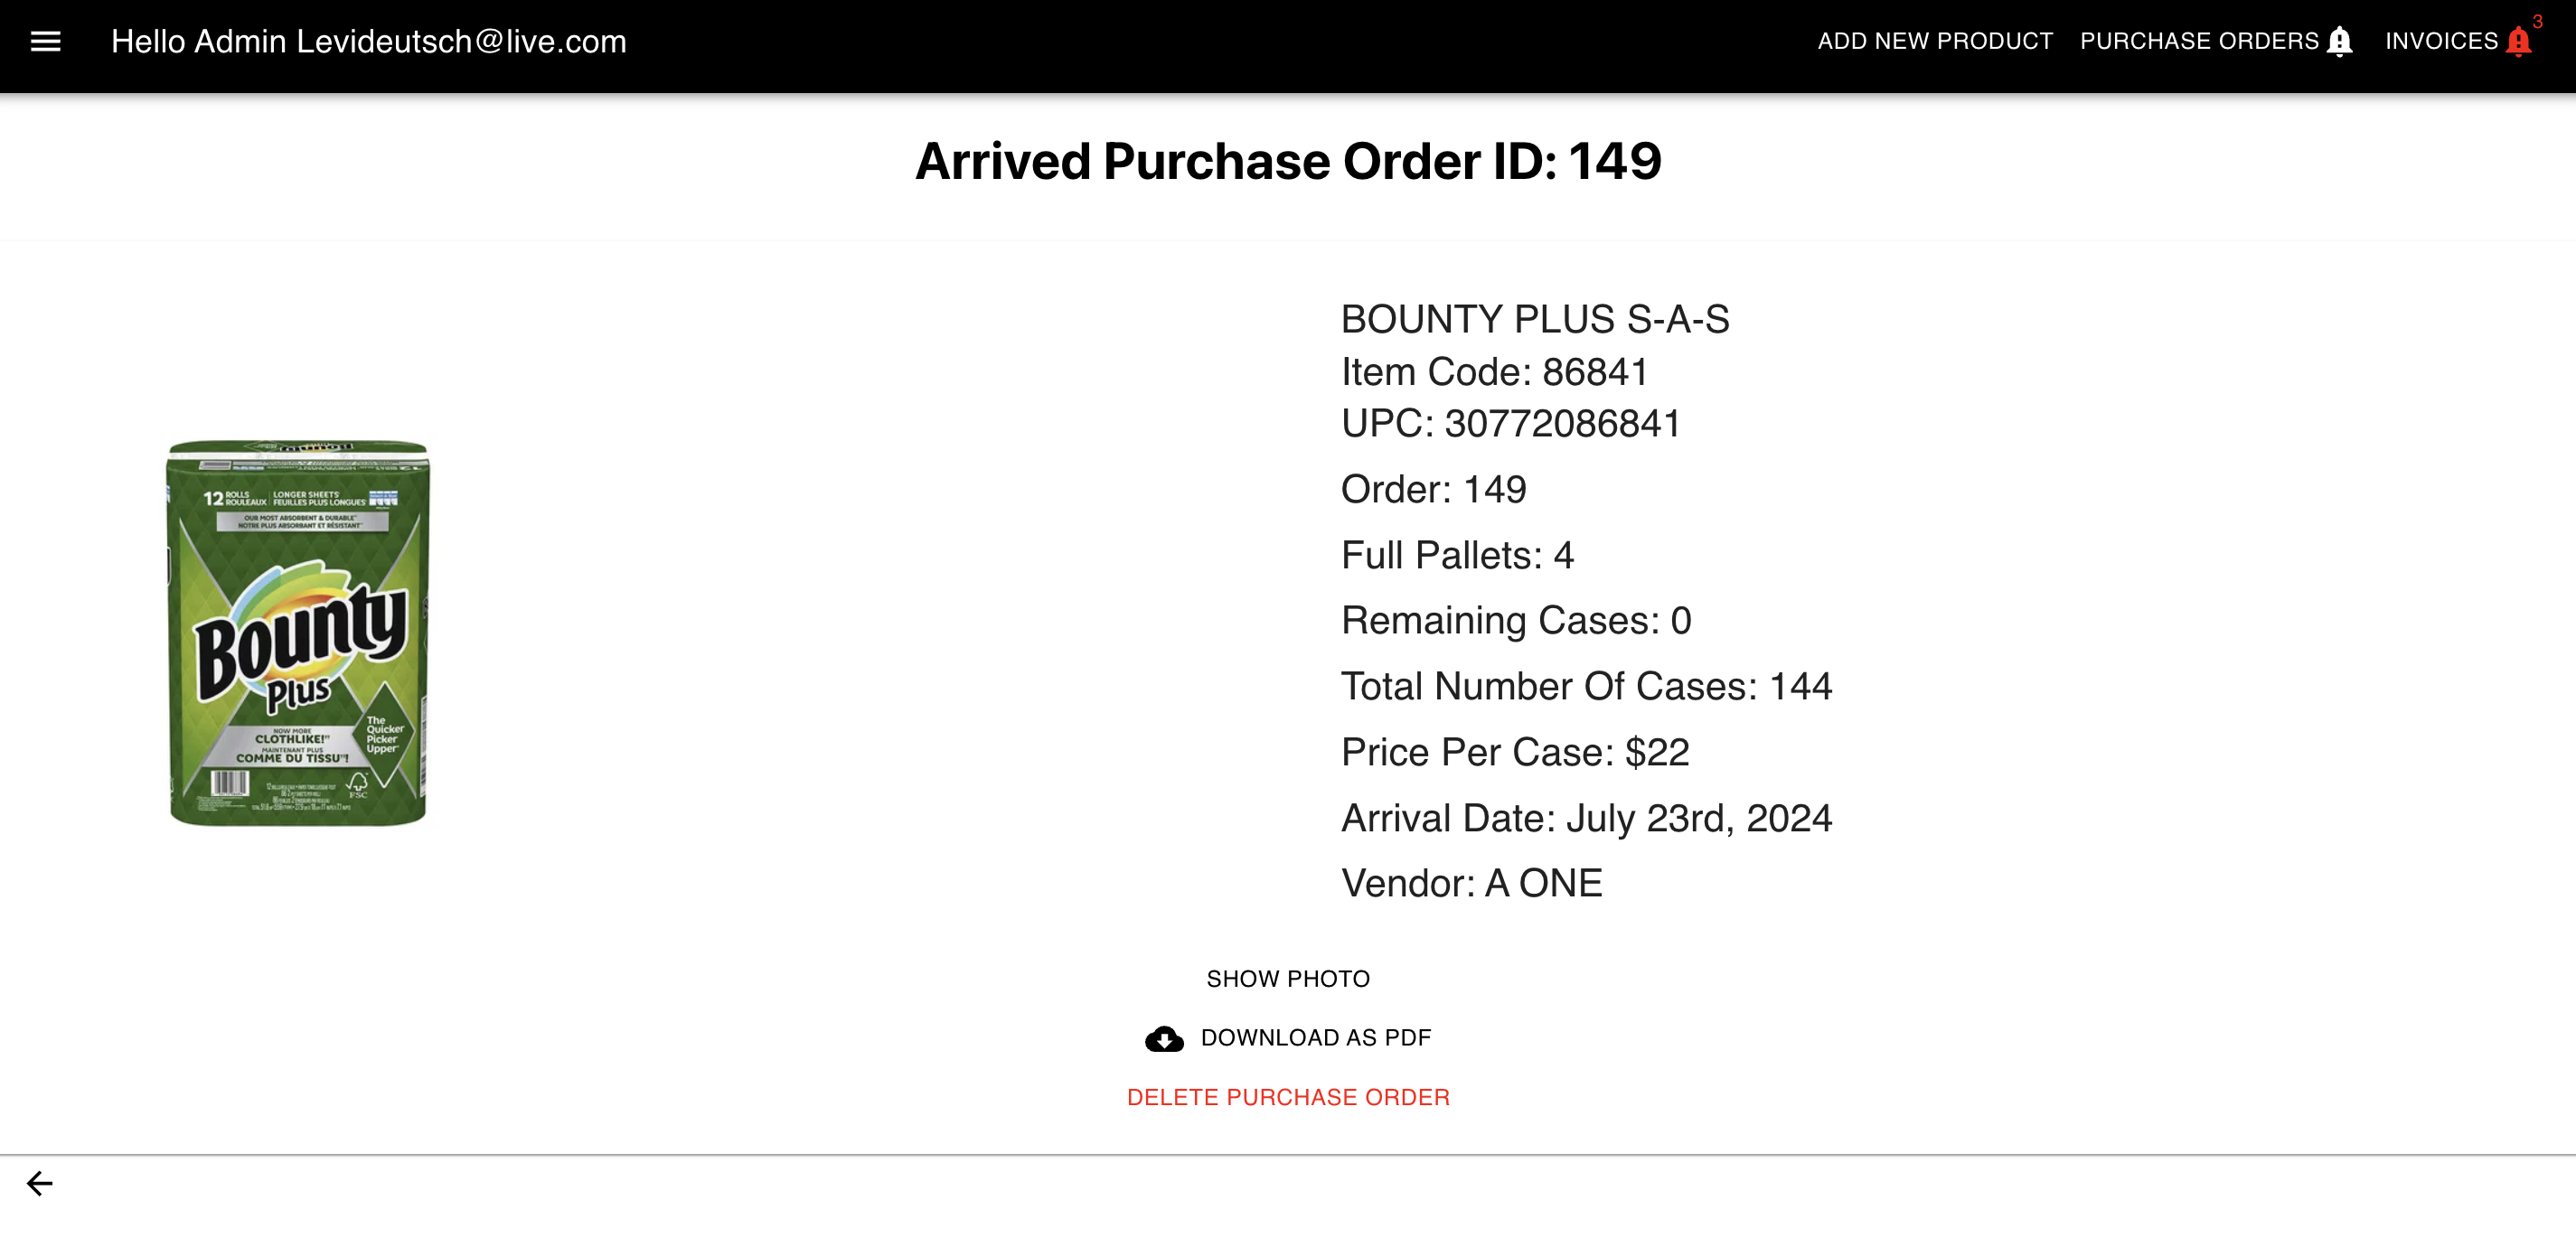 Hello Admin Levideutsch@live.com
ADD NEW PRODUCT
PURCHASE ORDERS
INVOICES
3
Arrived Purchase Order ID: 149
12 ROLLS ROULEAUX
LONGER SHEETS
FEUILLES PLUS LONGUES
OUR MOST ABSORBENT & DURABLE
NOTRE PLUS ABSORBANT ET RÉSISTANT
Bounty
Plus
The
Quicker
Picker
Upper
NOW MORE
CLOTHLIKE!
MAINTENANT PLUS
COMME DU TISSU!
FSC
BOUNTY PLUS S-A-S
Item Code: 86841
UPC: 30772086841
Order: 149
Full Pallets: 4
Remaining Cases: 0
Total Number Of Cases: 144
Price Per Case: $22
Arrival Date: July 23rd, 2024
Vendor: A ONE
SHOW PHOTO
DOWNLOAD AS PDF
DELETE PURCHASE ORDER